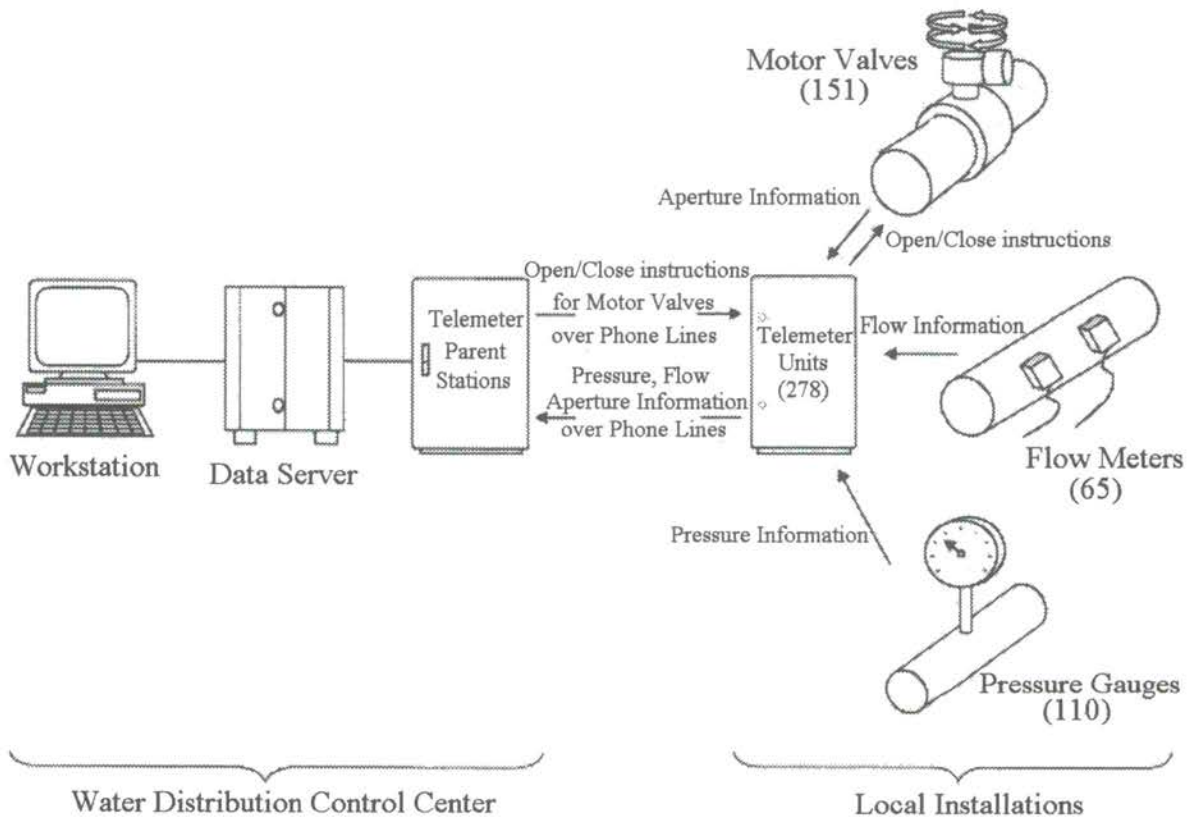 Motor Valves
(151)
Aperture Information
Open/Close instructions
Open/Close instructions
for Motor Valves
over Phone Lines
Telemeter
Parent
Stations
Telemeter
Units
(278)
Flow Information
Pressure, Flow
Aperture Information
over Phone Lines
Workstation
Data Server
Flow Meters
(65)
Pressure Information
Pressure Gauges
(110)
Water Distribution Control Center
Local Installations